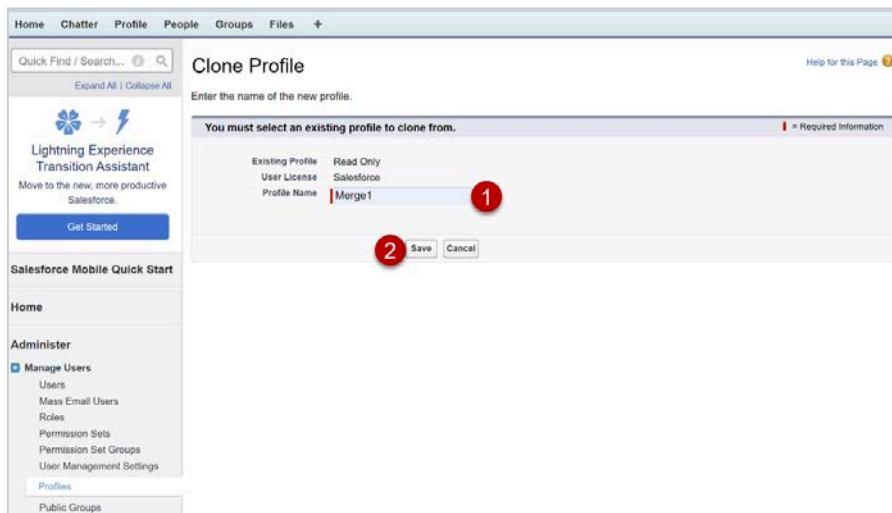 Home Chatter Profile People Groups Files +
Quick Find / Search...
Expand All | Collapse All
Lightning Experience
Transition Assistant
Move to the new, more productive
Salesforce.
Get Started
Salesforce Mobile Quick Start
Home
Administer
Manage Users
Users
Mass Email Users
Roles
Permission Sets
Permission Set Groups
User Management Settings
Profiles
Public Groups
Clone Profile
Help for this Page ?
Enter the name of the new profile.
You must select an existing profile to clone from.
= Required Information
Existing Profile Read Only
User License Salesforce
Profile Name Merge1
1
2
Save Cancel